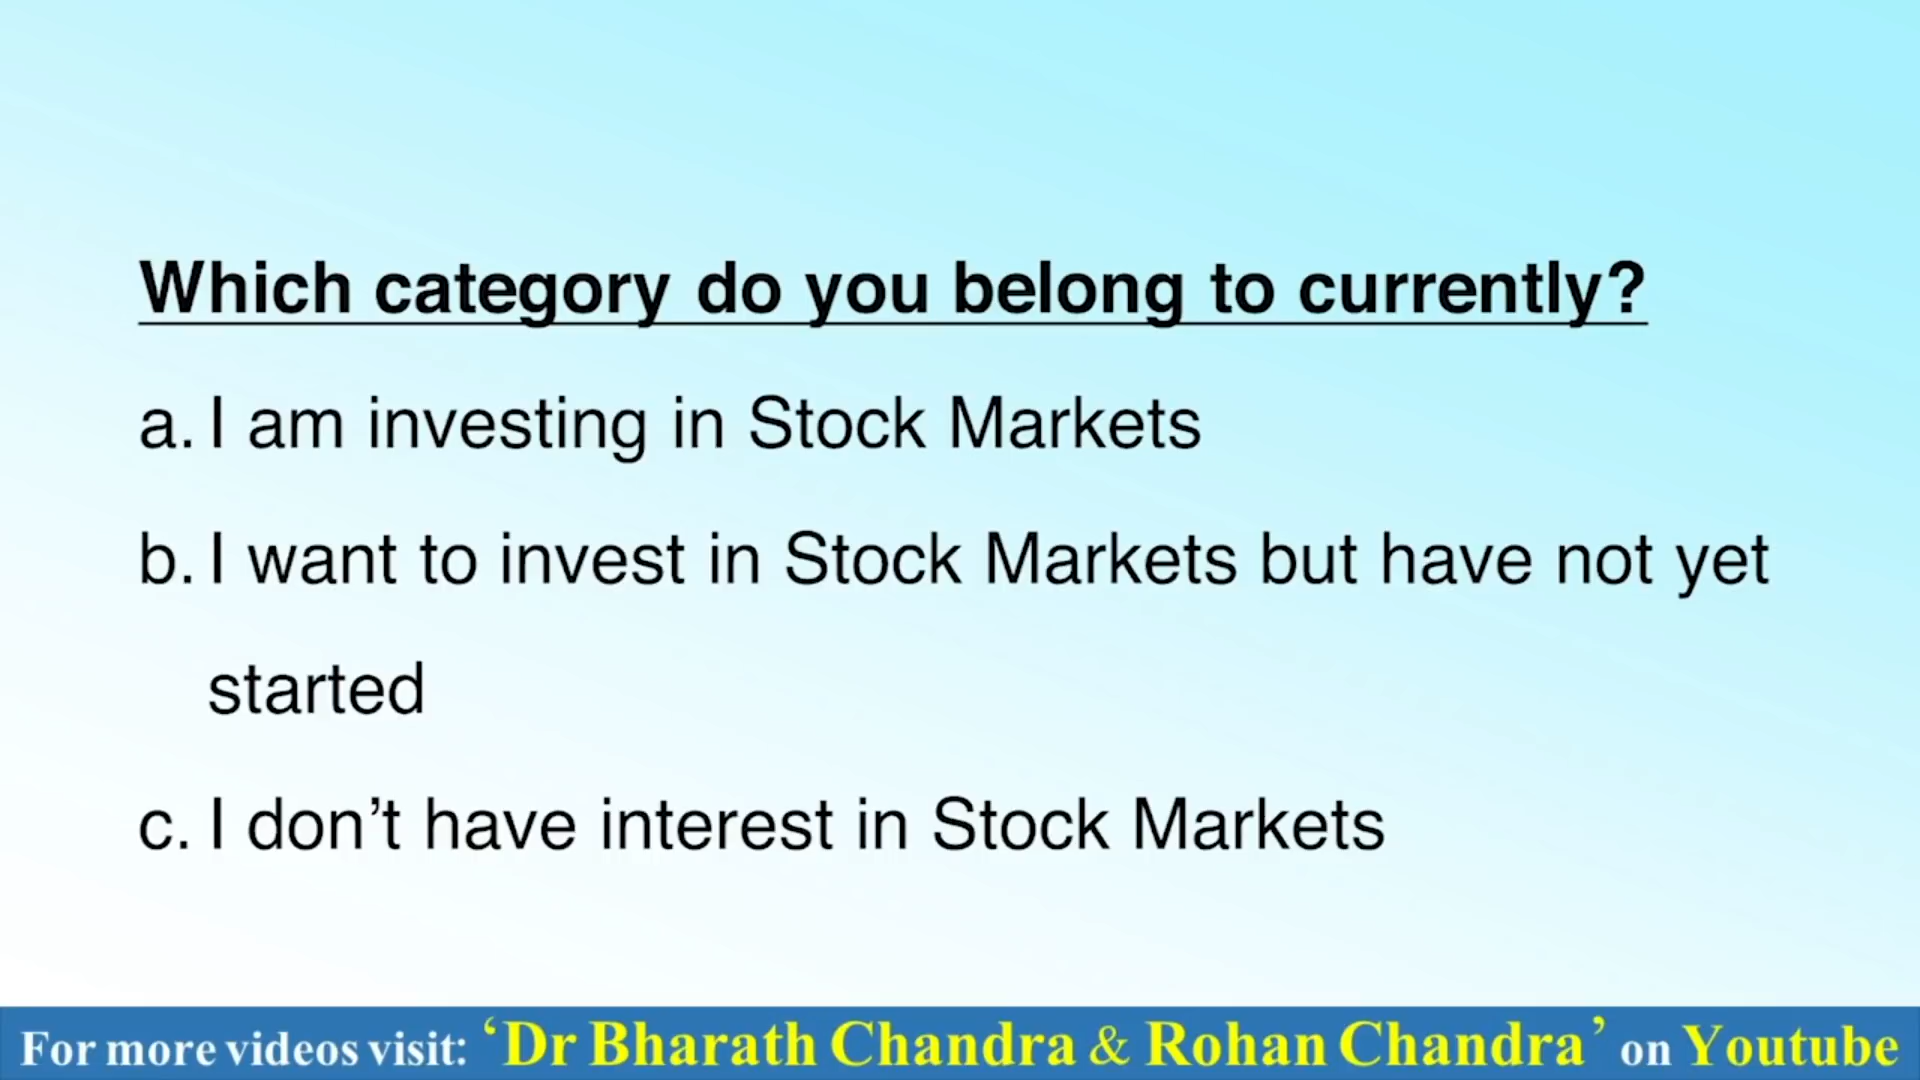 Which category do you belong to currently?
a. I am investing in Stock Markets
b. I want to invest in Stock Markets but have not yet
started
c. I don’t have interest in Stock Markets
For more videos visit: ‘Dr Bharath Chandra & Rohan Chandra’ on Youtube